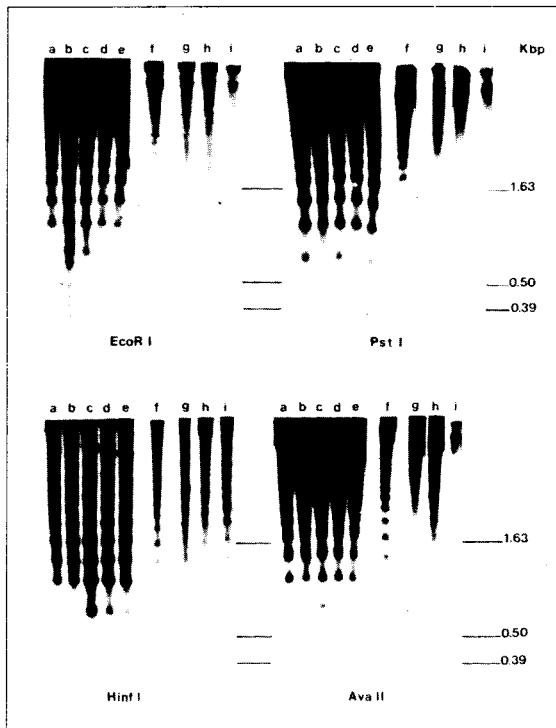 a b c d e f g h i a b c d e f g h i Kbp
1.63
0.50
0.39
EcoR I Pst I
a b c d e f g h i a b c d e f g h i
1.63
0.50
0.39
Hinf I Ava II